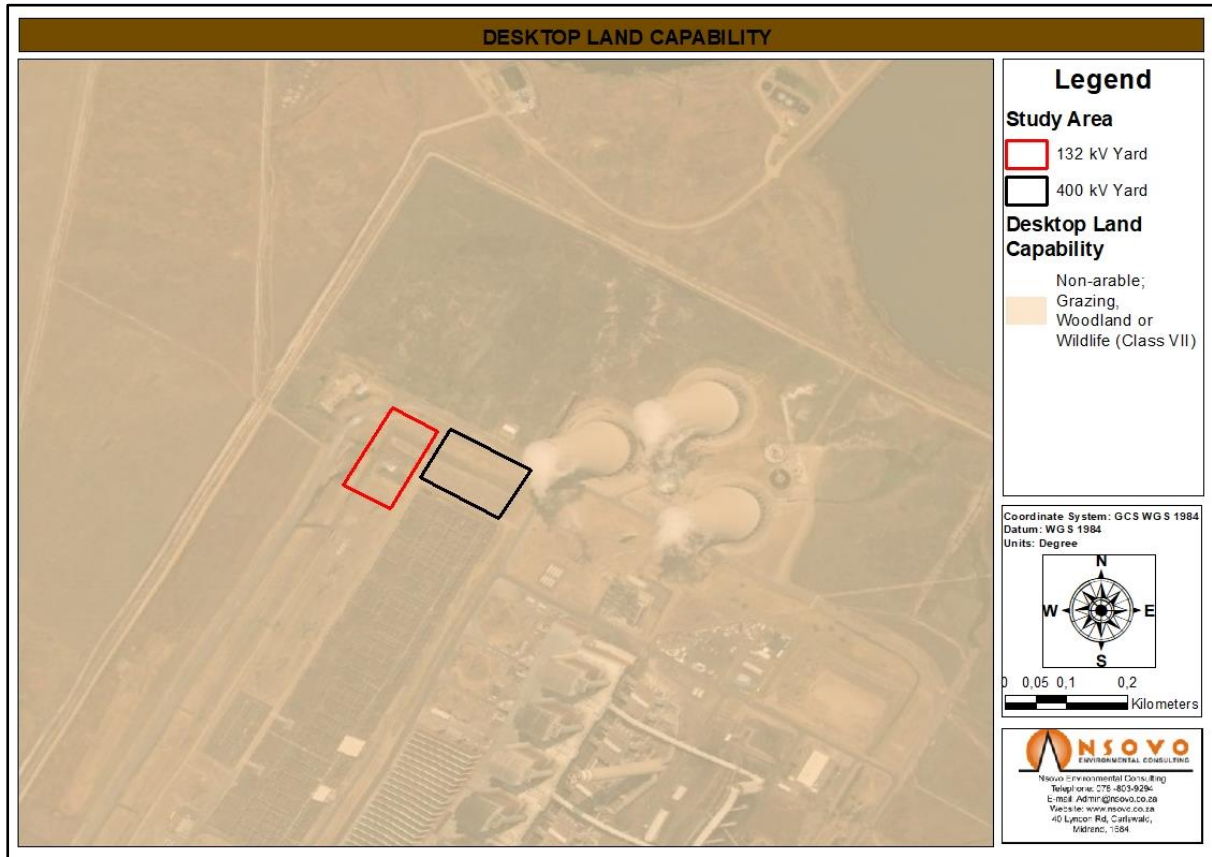 DESKTOP LAND CAPABILITY
Legend
Study Area
132 kV Yard
400 kV Yard
Desktop Land
Capability
Non-arable;
Grazing,
Woodland or
Wildlife (Class VII)
Coordinate System: GCS WGS 1984
Datum: WGS 1984
Units: Degree
N
W E
S
0 0,05 0,1 0,2
Kilometers
NSOVO
ENVIRONMENTAL CONSULTING
Nsovo Environmental Consulting
Telephone: 078 -803-9294
E-mail: Admin@nsovo.co.za
Website: www.nsovo.co.za
40 Lyncon Rd, Carlswald,
Midrand, 1684.